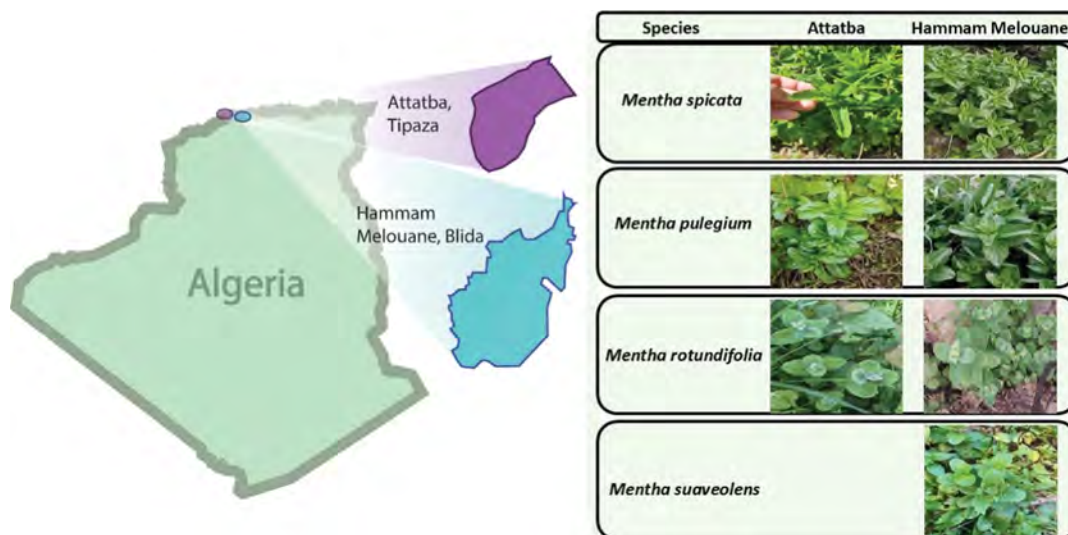 Attatba,
Tipaza
Hammam
Melouane, Blida
Algeria
Species Attatba Hammam Melouane
Mentha spicata
Mentha pulegium
Mentha rotundifolia
Mentha suaveolens